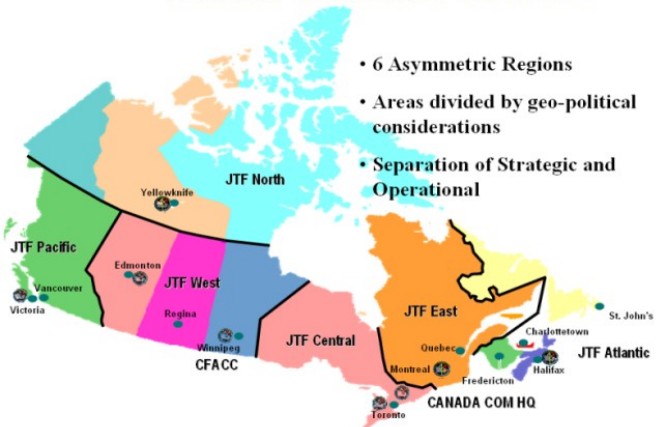 • 6 Asymmetric Regions
• Areas divided by geo-political
considerations
• Separation of Strategic and
Operational
JTF North
Yellowknife
JTF Pacific
Edmonton
JTF West
Vancouver
Victoria
Regina
Winnipeg
CFACC
JTF Central
JTF East
Quebec
Montreal
St. John's
Charlottetown
JTF Atlantic
Halifax
Fredericton
CANADA COM HQ
Toronto